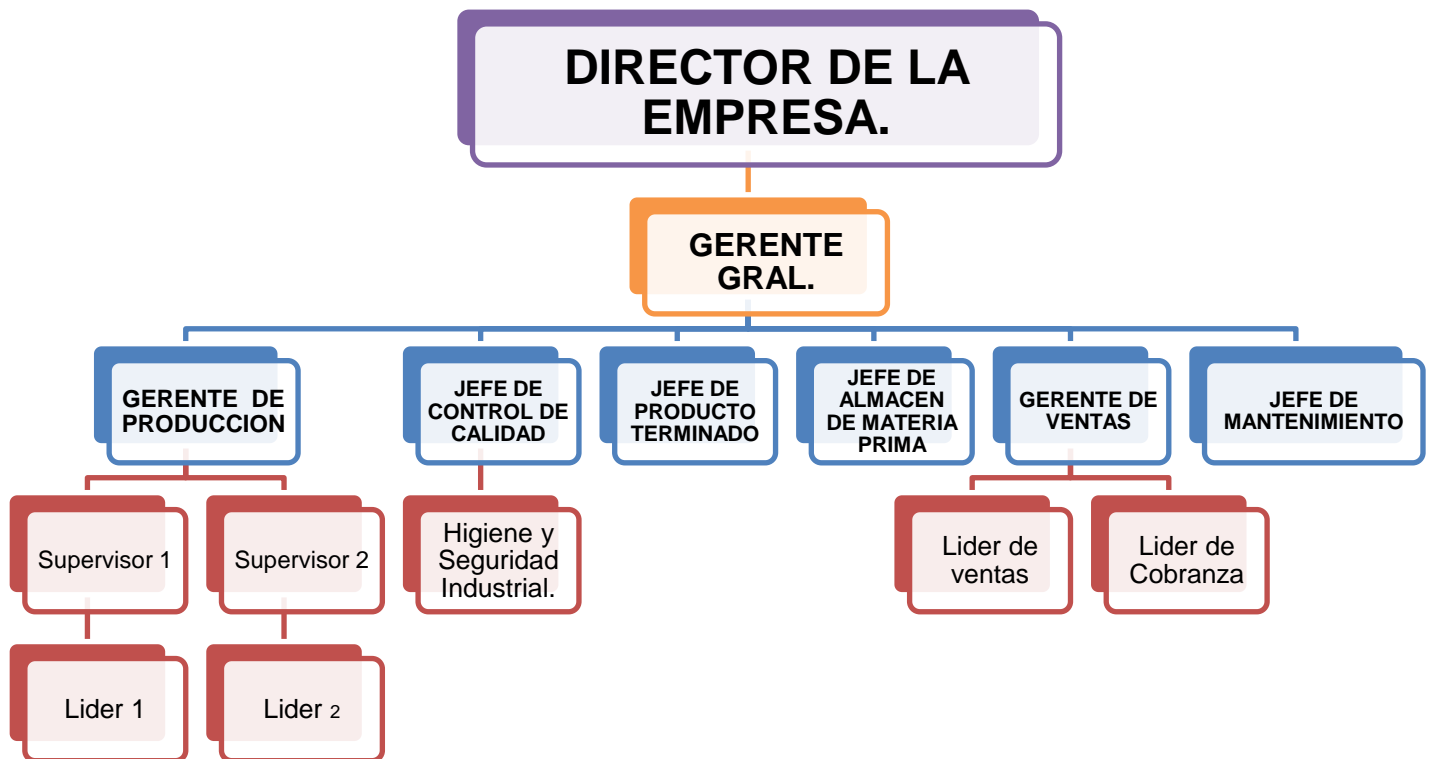 DIRECTOR DE LA
EMPRESA.
GERENTE
GRAL.
GERENTE DE
PRODUCCION
JEFE DE
CONTROL DE
CALIDAD
JEFE DE
PRODUCTO
TERMINADO
JEFE DE
ALMACEN
DE MATERIA
PRIMA
GERENTE DE
VENTAS
JEFE DE
MANTENIMIENTO
Supervisor 1
Supervisor 2
Higiene y
Seguridad
Industrial.
Lider de
ventas
Lider de
Cobranza
Lider 1
Lider 2